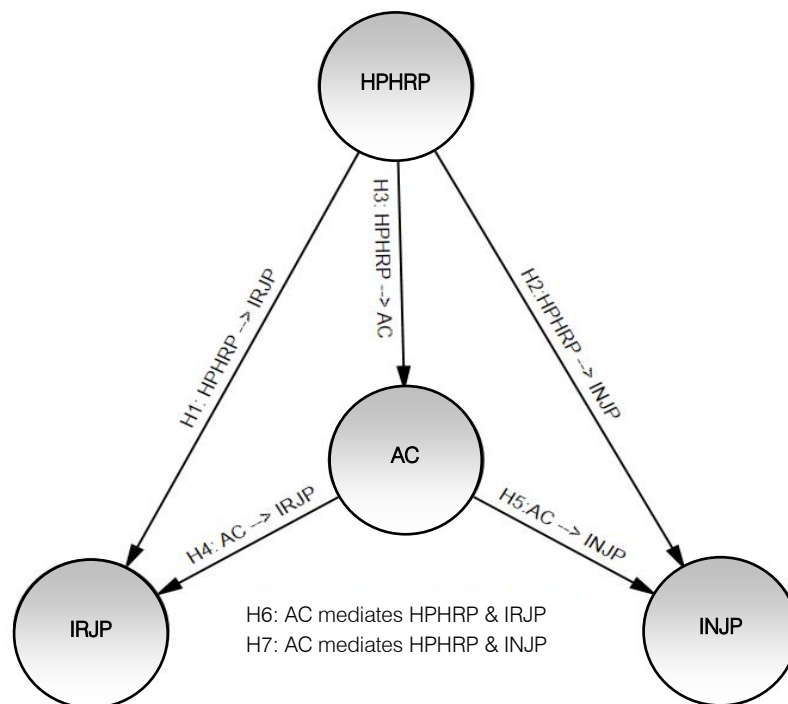 HPHRP
H1: HPHRP --> IRJP
H3: HPHRP --> AC
H2:HPHRP --> INJP
AC
H4: AC --> IRJP
H5:AC --> INJP
IRJP
H6: AC mediates HPHRP & IRJP
H7: AC mediates HPHRP & INJP
INJP